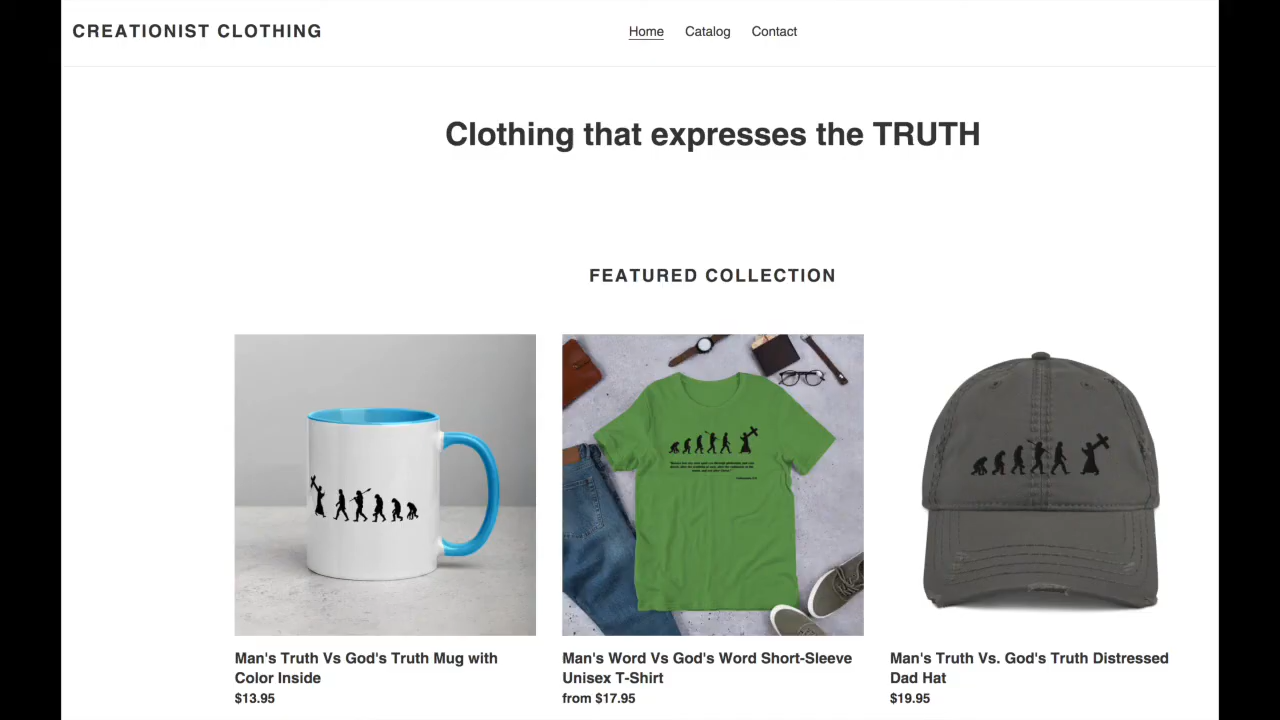 CREATIONIST CLOTHING
Home Catalog Contact
Clothing that expresses the TRUTH
FEATURED COLLECTION
Man's Truth Vs God's Truth Mug with
Color Inside
$13.95
Man's Word Vs God's Word Short-Sleeve
Unisex T-Shirt
from $17.95
Man's Truth Vs. God's Truth Distressed
Dad Hat
$19.95